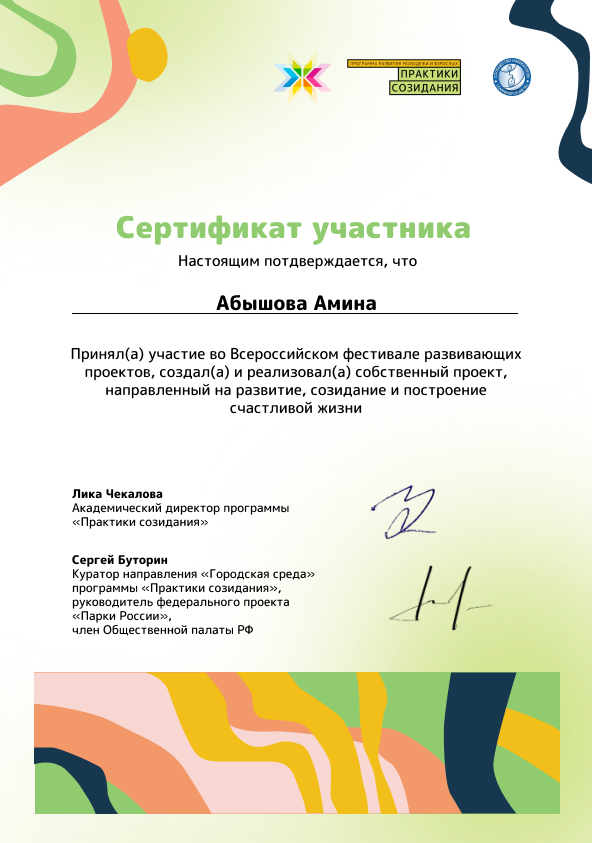 ПРОГРАММА РАЗВИТИЯ МОЛОДЕЖИ И ВЗРОСЛЫХ
ПРАКТИКИ
СОЗИДАНИЯ
Сертификат участника
Настоящим потдверждается, что
Абышова Амина
Принял(а) участие во Всероссийском фестивале развивающих
проектов, создал(а) и реализовал(а) собственный проект,
направленный на развитие, созидание и построение
счастливой жизни
Лика Чекалова
Академический директор программы
«Практики созидания»
Сергей Буторин
Куратор направления «Городская среда»
программы «Практики созидания»,
руководитель федерального проекта
«Парки России»,
член Общественной палаты РФ